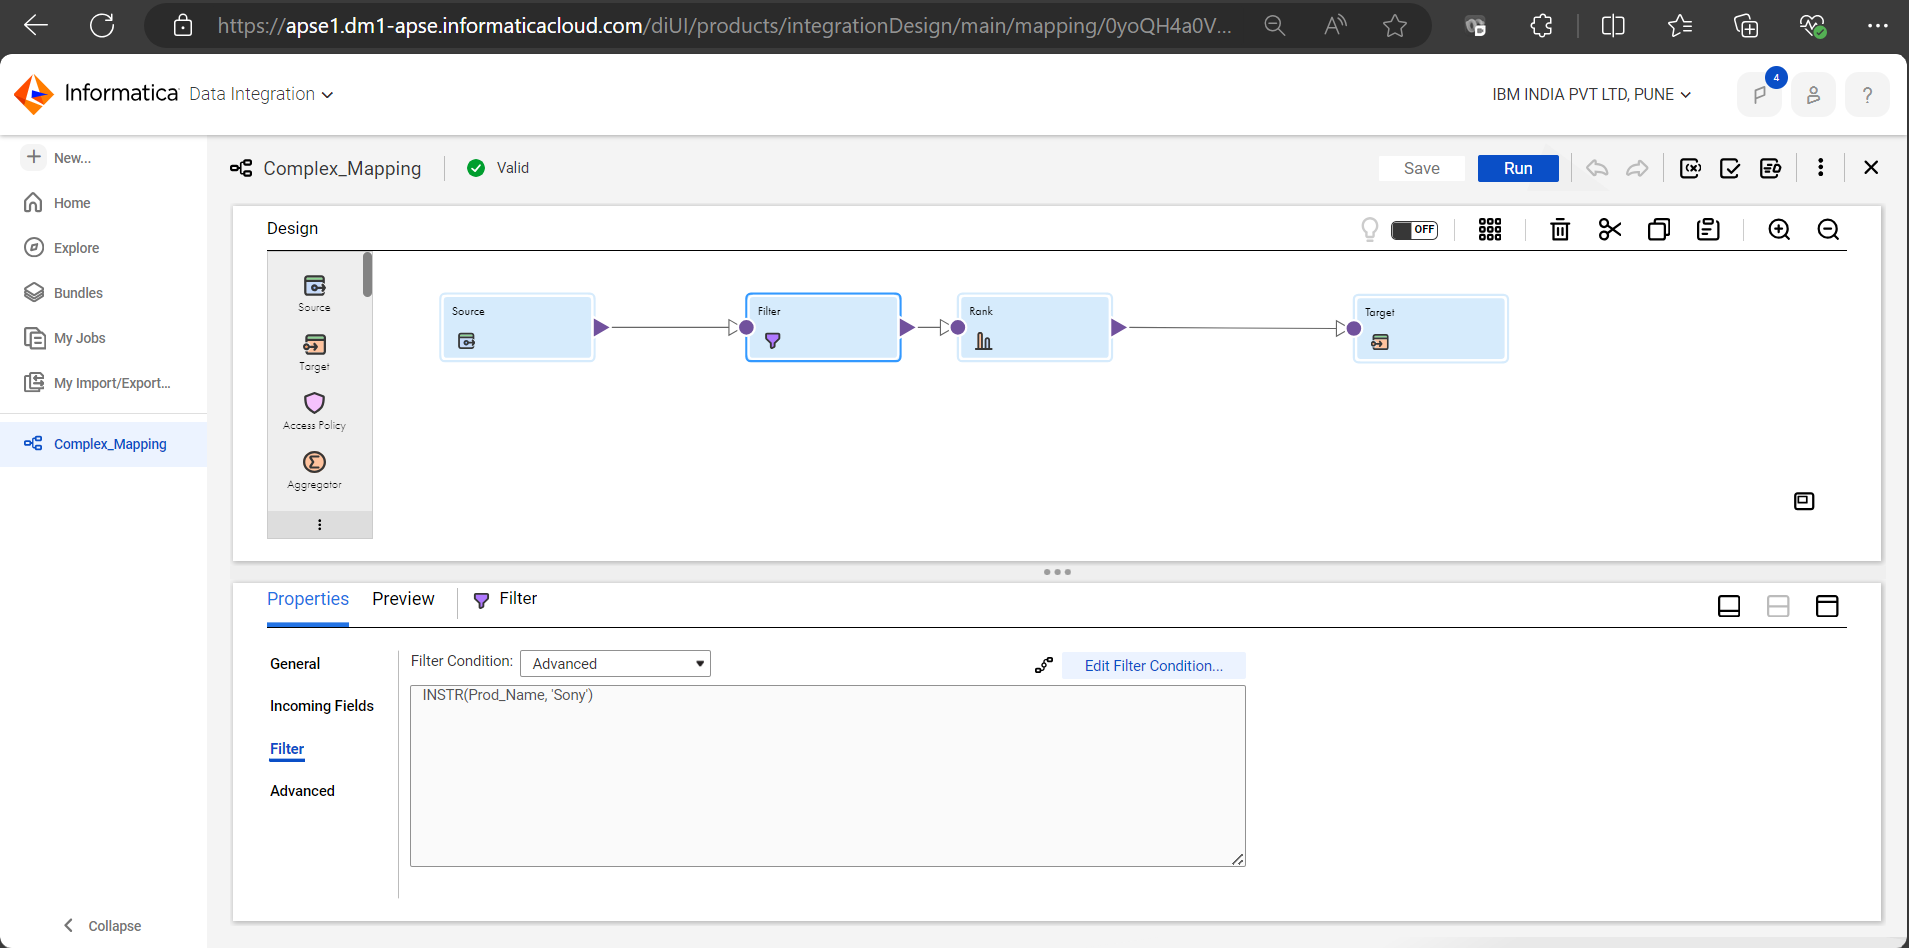 https://apse1.dm1-apse.informaticacloud.com/diUI/products/integrationDesign/main/mapping/0yoQH4a0V...
Informatica Data Integration
IBM INDIA PVT LTD, PUNE
4
?
New...
Home
Explore
Bundles
My Jobs
My Import/Export...
Complex_Mapping
Collapse
Complex_Mapping
Valid
Save
Run
Design
OFF
Source
Target
Access Policy
Aggregator
Source
Filter
Rank
Target
Properties
Preview
Filter
General
Incoming Fields
Filter
Advanced
Filter Condition:
Advanced
Edit Filter Condition...
INSTR(Prod_Name, 'Sony')